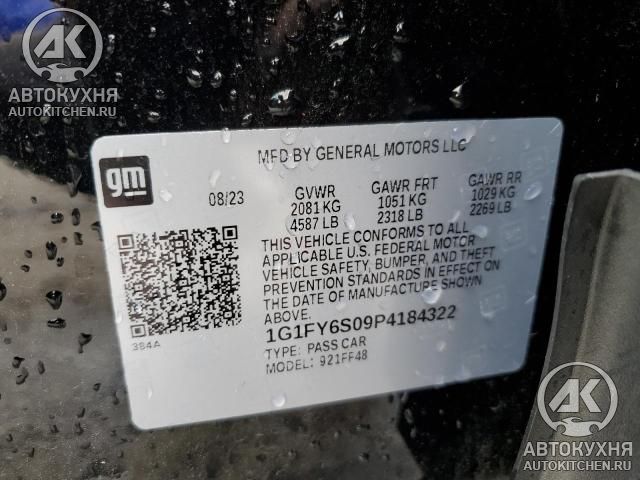 АК
АВТОКУХНЯ
AUTOKITCHEN.RU
gm
MFD BY GENERAL MOTORS LLC
08/23
GVWR
2081 KG
4587 LB
GAWR FRT
1051 KG
2318 LB
GAWR RR
1029 KG
2269 LB
THIS VEHICLE CONFORMS TO ALL
APPLICABLE U.S. FEDERAL MOTOR
VEHICLE SAFETY, BUMPER, AND THEFT
PREVENTION STANDARDS IN EFFECT ON
THE DATE OF MANUFACTURE SHOWN
ABOVE.
384A
1G1FY6S09P4184322
TYPE: PASS CAR
MODEL: 921FF48
АК
АВТОКУХНЯ
AUTOKITCHEN.RU